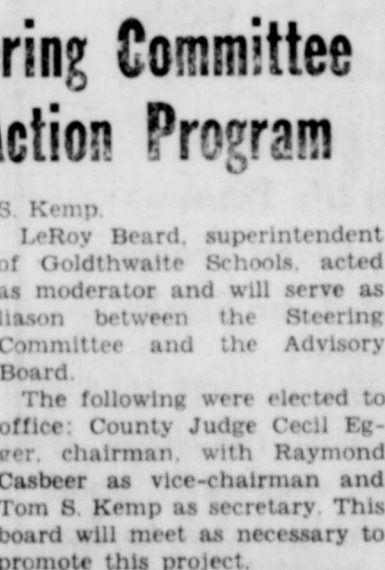 ring Committee
Action Program
S. Kemp.
LeRoy Beard, superintendent
of Goldthwaite Schools, acted
as moderator and will serve as
liason between the Steering
Committee and the Advisory
Board.
The following were elected to
office: County Judge Cecil Eg-
ger, chairman, with Raymond
Casbeer as vice-chairman and
Tom S. Kemp as secretary. This
board will meet as necessary to
promote this project.